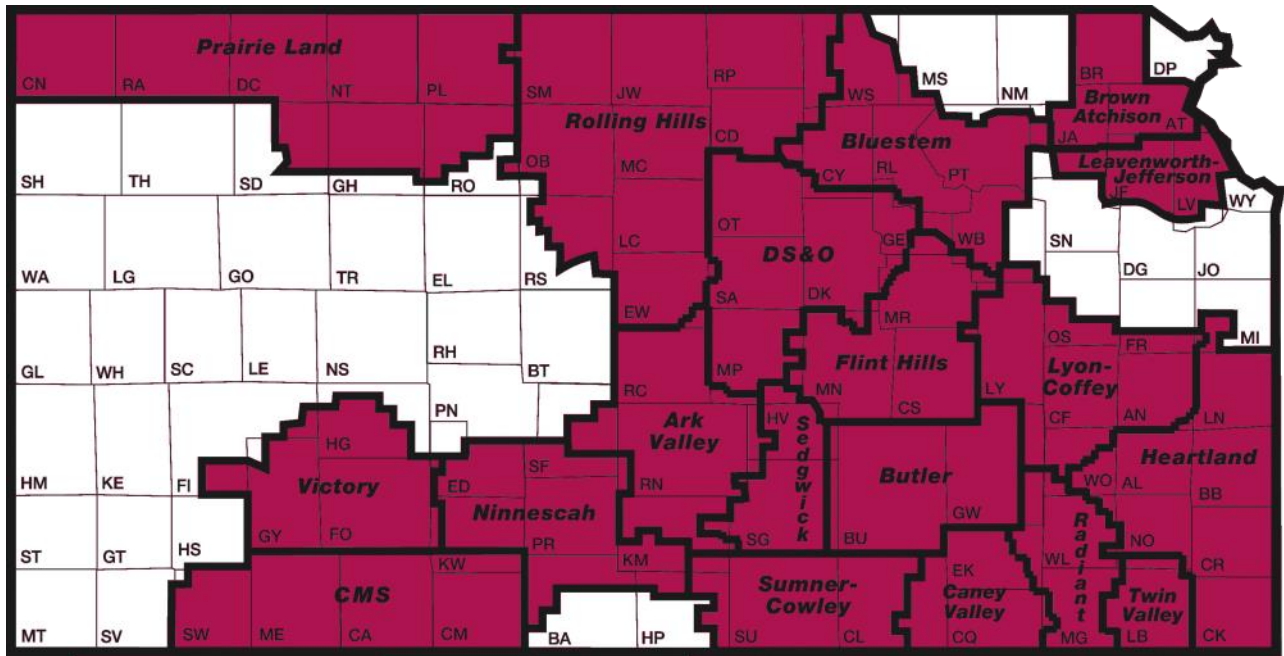 Prairie Land
CN
RA
DC
NT
PL
SM
JW
RP
WS
MS
NM
BR
DP
Rolling Hills
Bluestem
Brown
Atchison
OB
MC
CD
CY
RL
PT
JA
AT
Leavenworth-
Jefferson
SH
TH
SD
GH
RO
JF
LV
WY
LC
OT
DS&O
GE
WB
SN
DG
JO
WA
LG
GO
TR
EL
RS
EW
SA
DK
MR
OS
FR
MI
GL
WH
SC
LE
NS
RH
BT
PN
RC
MP
MN
Flint Hills
CS
LY
Lyon-
Coffey
CF
AN
LN
Ark
Valley
HV
Sedgwick
HM
KE
FI
HG
Victory
ED
SF
RN
Butler
WO
AL
Heartland
BB
GY
FO
Ninnescah
PR
SG
BU
GW
Radiant
NO
ST
GT
HS
KW
KM
WL
CR
CMS
Sumner-
Cowley
EK
Caney
Valley
Twin
Valley
MT
SV
SW
ME
CA
CM
BA
HP
SU
CL
CQ
MG
LB
CK